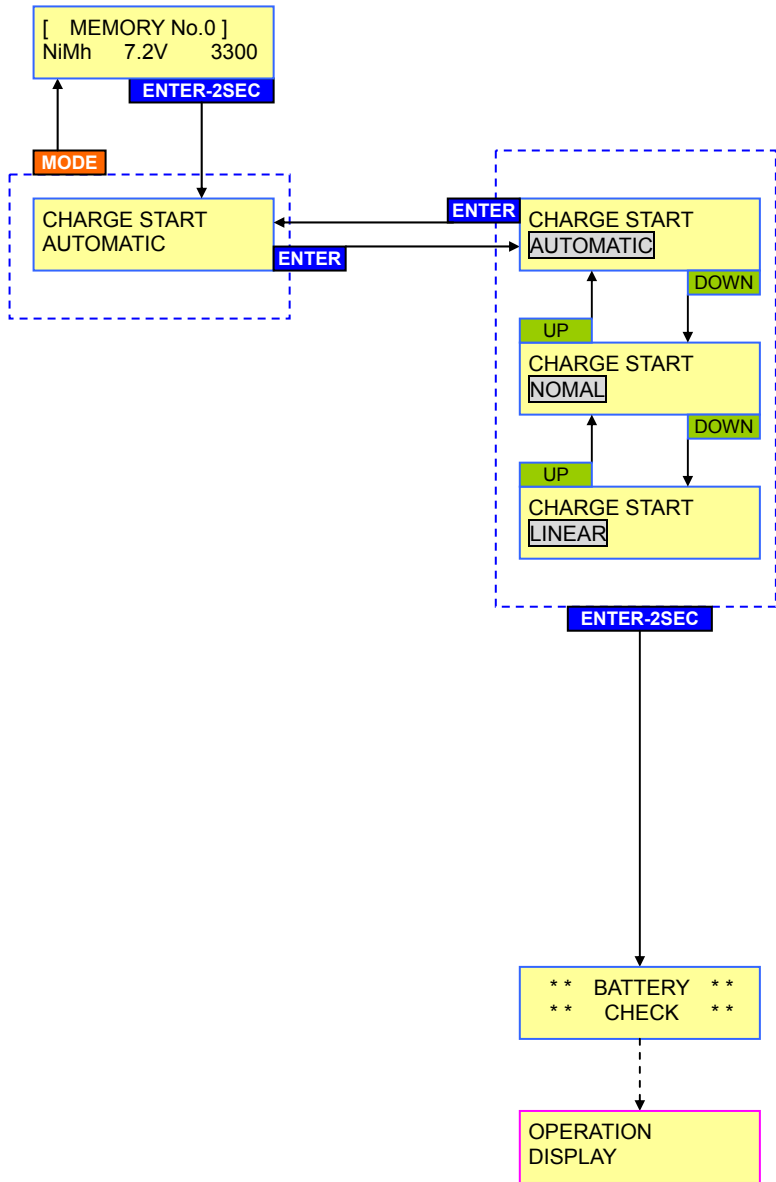 [ MEMORY No.0 ]
NiMh 7.2V 3300
ENTER-2SEC
MODE
CHARGE START
AUTOMATIC
ENTER
ENTER
CHARGE START
AUTOMATIC
DOWN
UP
CHARGE START
NOMAL
DOWN
UP
CHARGE START
LINEAR
ENTER-2SEC
* * BATTERY * *
* * CHECK * *
OPERATION
DISPLAY